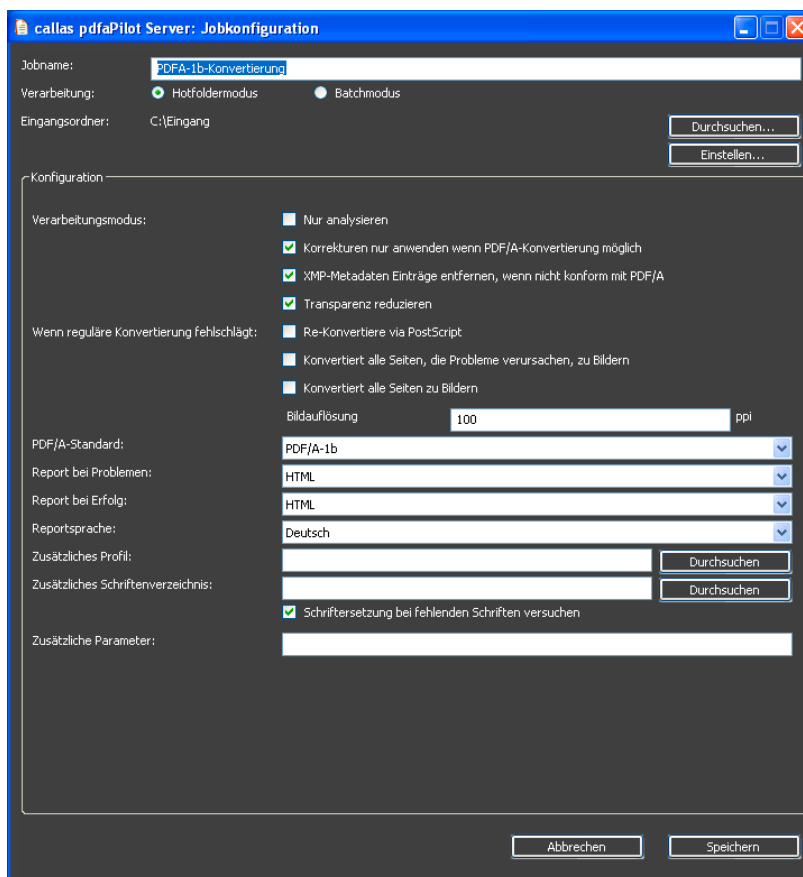 callas pdfaPilot Server: Jobkonfiguration
Jobname: PDFA-1b-Konvertierung
Verarbeitung: Hotfoldermodus Batchmodus
Eingangsordner: C:\Eingang
Durchsuchen...
Einstellen...
Konfiguration
Verarbeitungsmodus: Nur analysieren
Korrekturen nur anwenden wenn PDF/A-Konvertierung möglich
XMP-Metadaten Einträge entfernen, wenn nicht konform mit PDF/A
Transparenz reduzieren
Wenn reguläre Konvertierung fehlschlägt: Re-Konvertiere via PostScript
Konvertiert alle Seiten, die Probleme verursachen, zu Bildern
Konvertiert alle Seiten zu Bildern
Bildauflösung 100 ppi
PDF/A-Standard: PDF/A-1b
Report bei Problemen: HTML
Report bei Erfolg: HTML
Reportsprache: Deutsch
Zusätzliches Profil: Durchsuchen
Zusätzliches Schriftenverzeichnis: Durchsuchen
Schriftersetzung bei fehlenden Schriften versuchen
Zusätzliche Parameter:
Abbrechen Speichern